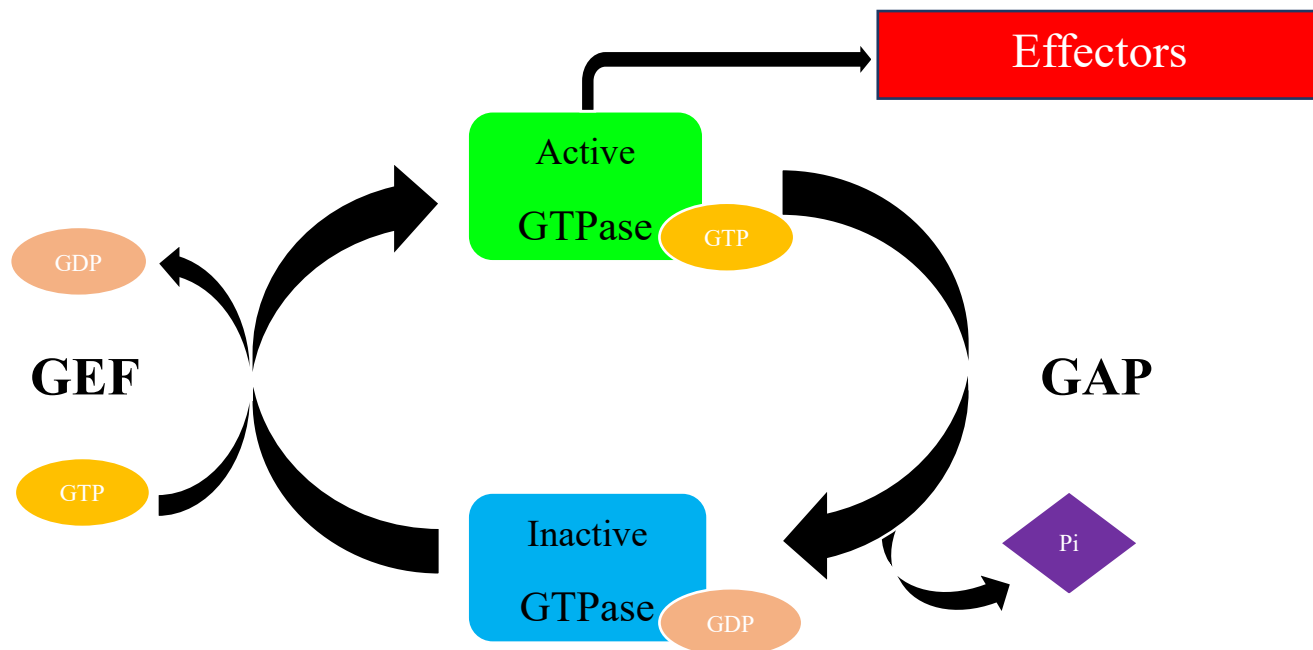 Effectors
Active
GTPase
GTP
GDP
GEF
GAP
GTP
Inactive
GTPase
GDP
Pi